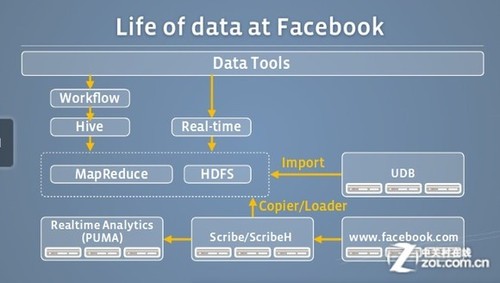 Life of data at Facebook
Data Tools
Workflow
Hive
Real-time
MapReduce
HDFS
Import
UDB
Copier/Loader
Realtime Analytics
(PUMA)
Scribe/ScribeH
www.facebook.com
中关村在线
zol.com.cn